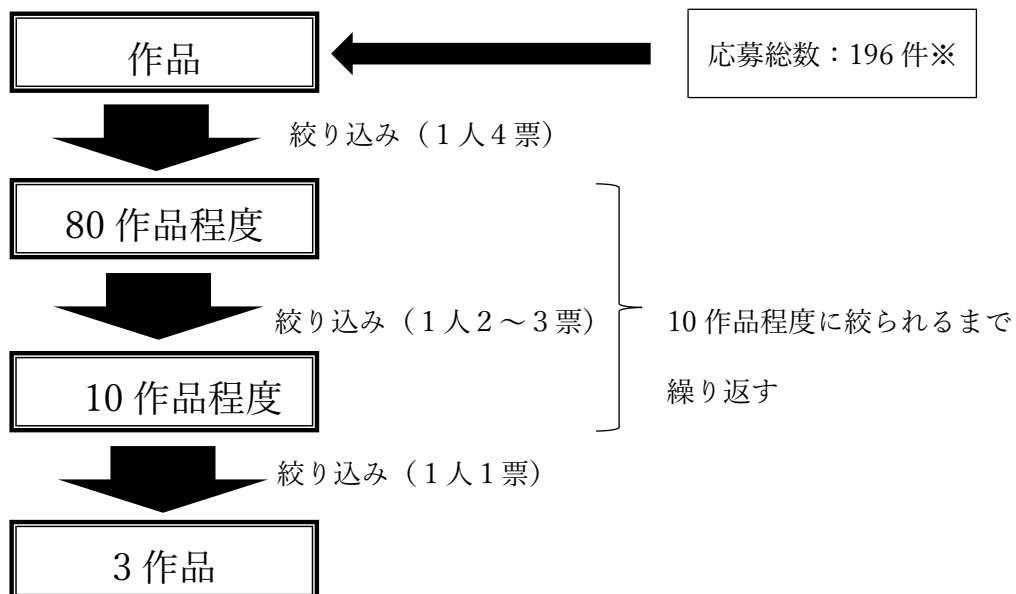 作品
応募総数：196 件※
絞り込み（１人４票）
80 作品程度
絞り込み（１人２～３票）
10 作品程度に絞られるまで
繰り返す
10 作品程度
絞り込み（１人１票）
3 作品